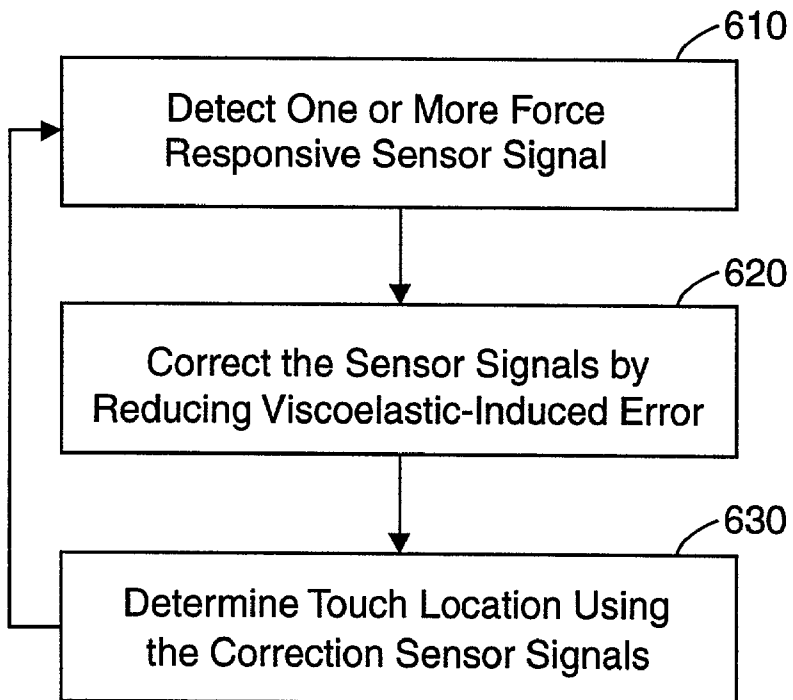 610
Detect One or More Force
Responsive Sensor Signal
620
Correct the Sensor Signals by
Reducing Viscoelastic-Induced Error
630
Determine Touch Location Using
the Correction Sensor Signals